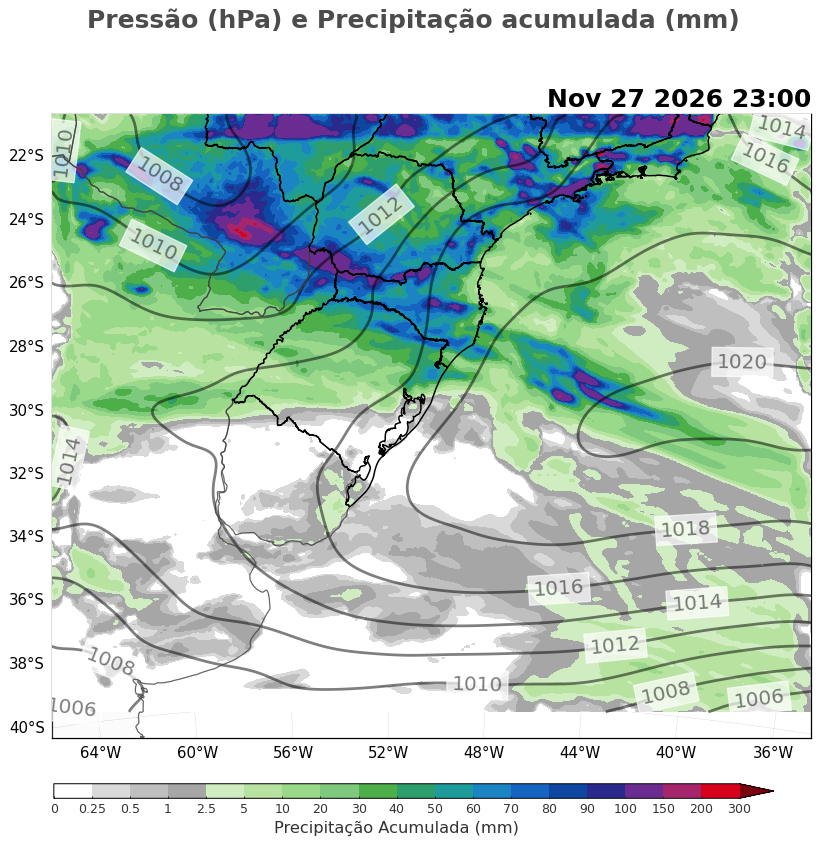 Pressão (hPa) e Precipitação acumulada (mm)
Nov 27 2026 23:00
1010
1014
1008
1016
22°S
1012
24°S
1010
26°S
28°S
1020
30°S
1014
32°S
1018
34°S
1016
36°S
1014
1012
38°S
1008
1010
1008
1006
1006
40°S
64°W 60°W 56°W 52°W 48°W 44°W 40°W 36°W
0 0.25 0.5 1 2.5 5 10 20 30 40 50 60 70 80 90 100 150 200 300
Precipitação Acumulada (mm)